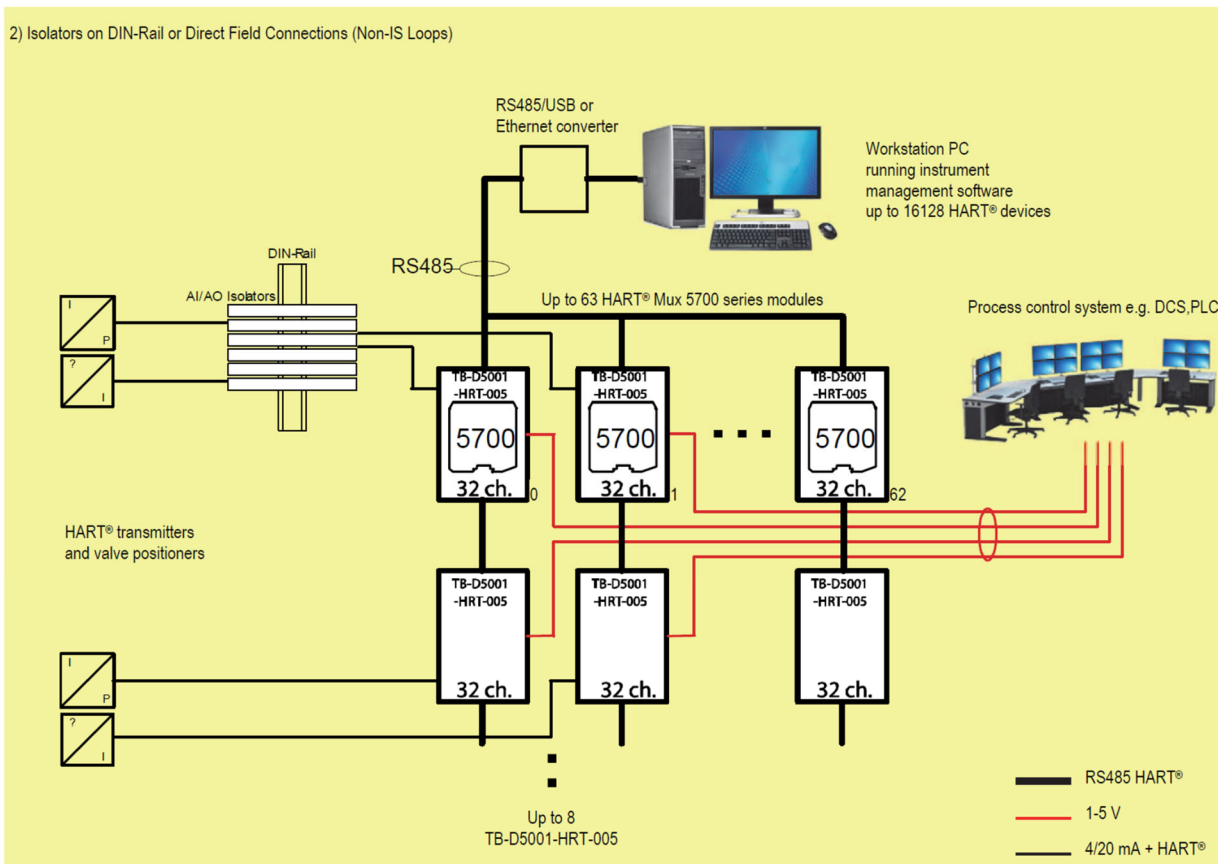 2) Isolators on DIN-Rail or Direct Field Connections (Non-IS Loops)
RS485/USB or
Ethernet converter
Workstation PC
running instrument
management software
up to 16128 HART® devices
DIN-Rail
RS485
AI/AO Isolators
Up to 63 HART® Mux 5700 series modules
Process control system e.g. DCS,PLC
I
P
?
I
TB-D5001
-HRT-005
5700
32 ch.
0
TB-D5001
-HRT-005
5700
32 ch.
1
TB-D5001
-HRT-005
5700
32 ch.
62
HART® transmitters
and valve positioners
TB-D5001
-HRT-005
32 ch.
TB-D5001
-HRT-005
32 ch.
TB-D5001
-HRT-005
32 ch.
I
P
?
I
Up to 8
TB-D5001-HRT-005
RS485 HART®
1-5 V
4/20 mA + HART®